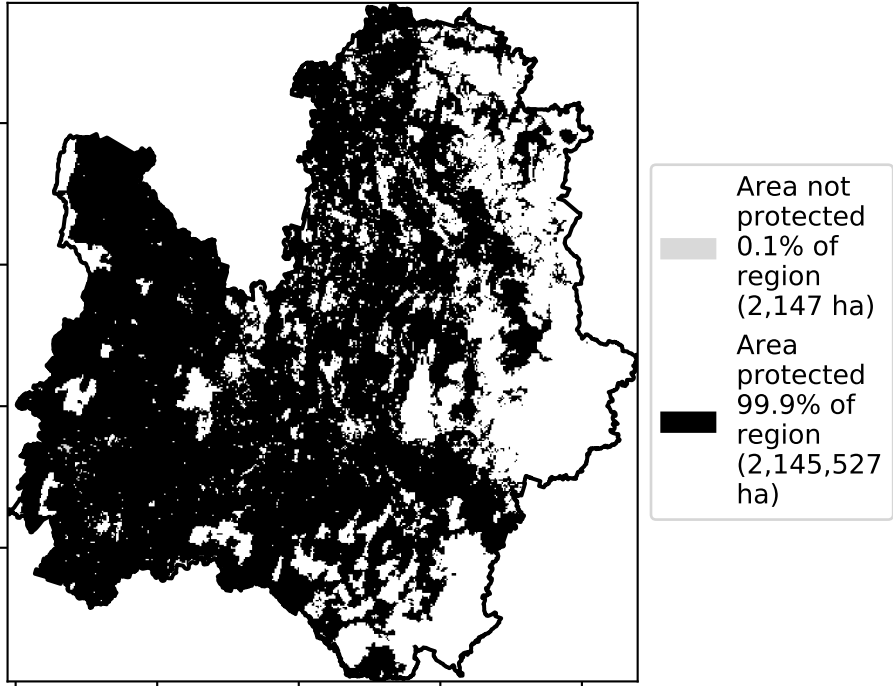 Area not
protected
0.1% of
region
(2,147 ha)
Area
protected
99.9% of
region
(2,145,527
ha)